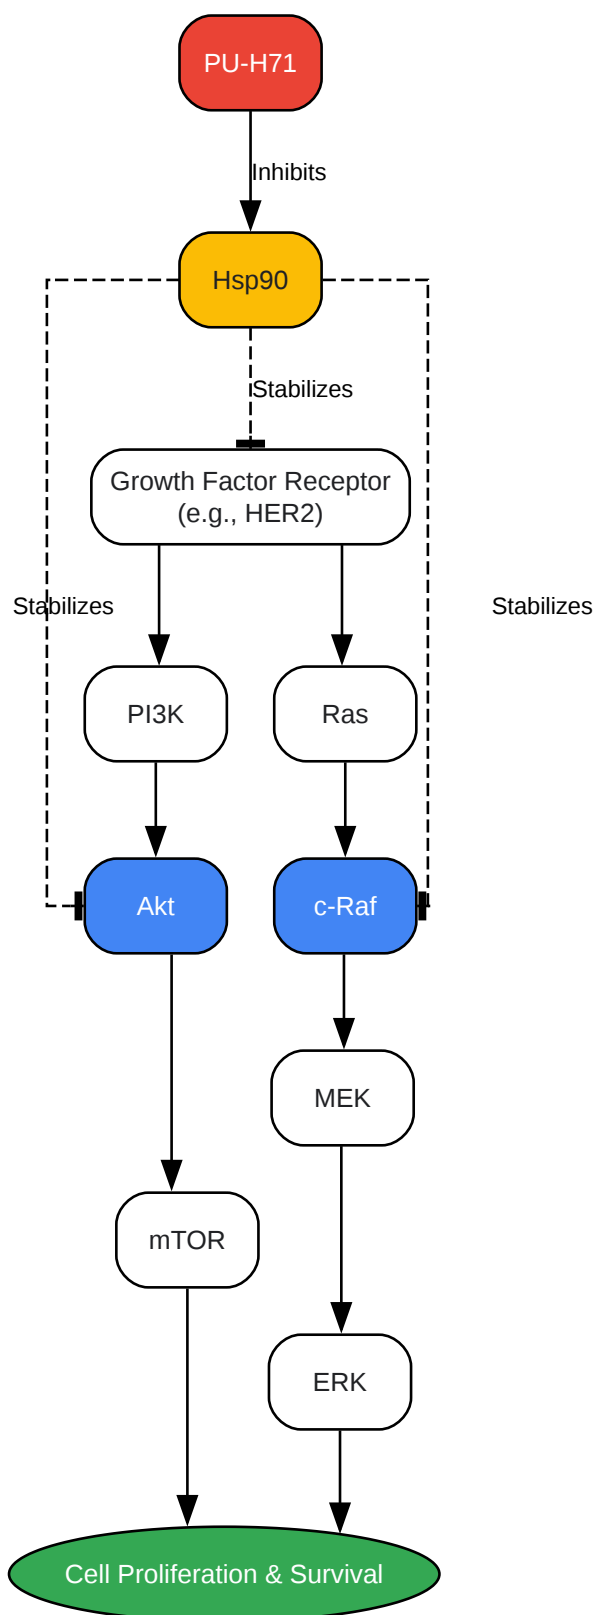 PU-H71
Inhibits
Hsp90
Stabilizes
Growth Factor Receptor
(e.g., HER2)
Stabilizes
Stabilizes
PI3K
Ras
Akt
c-Raf
MEK
mTOR
ERK
Cell Proliferation & Survival